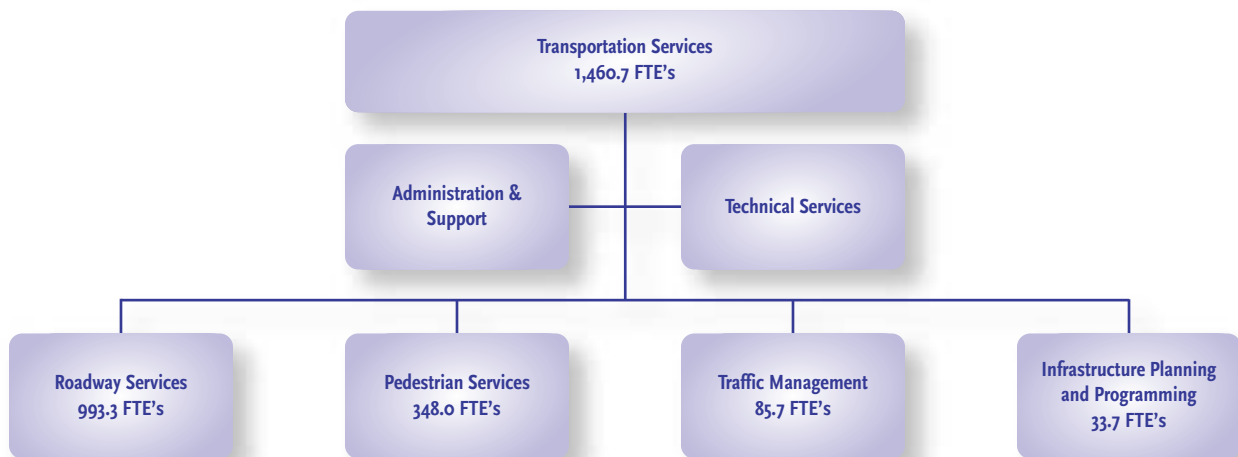 Transportation Services
1,460.7 FTE's
Administration &
Support
Technical Services
Roadway Services
993.3 FTE's
Pedestrian Services
348.0 FTE's
Traffic Management
85.7 FTE's
Infrastructure Planning
and Programming
33.7 FTE's